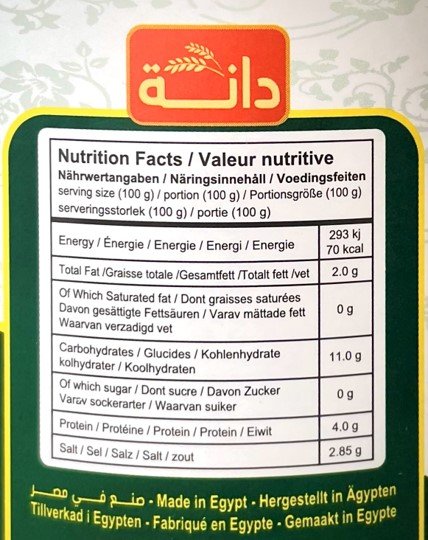 دانة
Nutrition Facts / Valeur nutritive
Nährwertangaben / Näringsinnehåll / Voedingsfeiten
serving size (100 g) / portion (100 g) / Portionsgröße (100 g)
serveringsstorlek (100 g) / portie (100 g)
Energy / Énergie / Energie / Energi / Energie 293 kj
70 kcal
Total Fat /Graisse totale /Gesamtfett /Totalt fett /vet 2.0 g
Of Which Saturated fat / Dont graisses saturées
Davon gesättigte Fettsäuren / Varav mättade fett 0 g
Waarvan verzadigd vet
Carbohydrates / Glucides / Kohlenhydrate 11.0 g
kolhydrater / Koolhydraten
Of which sugar / Dont sucre / Davon Zucker 0 g
Varav sockerarter / Waarvan suiker
Protein / Protéine / Protein / Protein / Eiwit 4.0 g
Salt / Sel / Salz / Salt / zout 2.85 g
صنع في مصر - Made in Egypt - Hergestellt in Ägypten
Tillverkad i Egypten - Fabriqué en Egypte - Gemaakt in Egypte